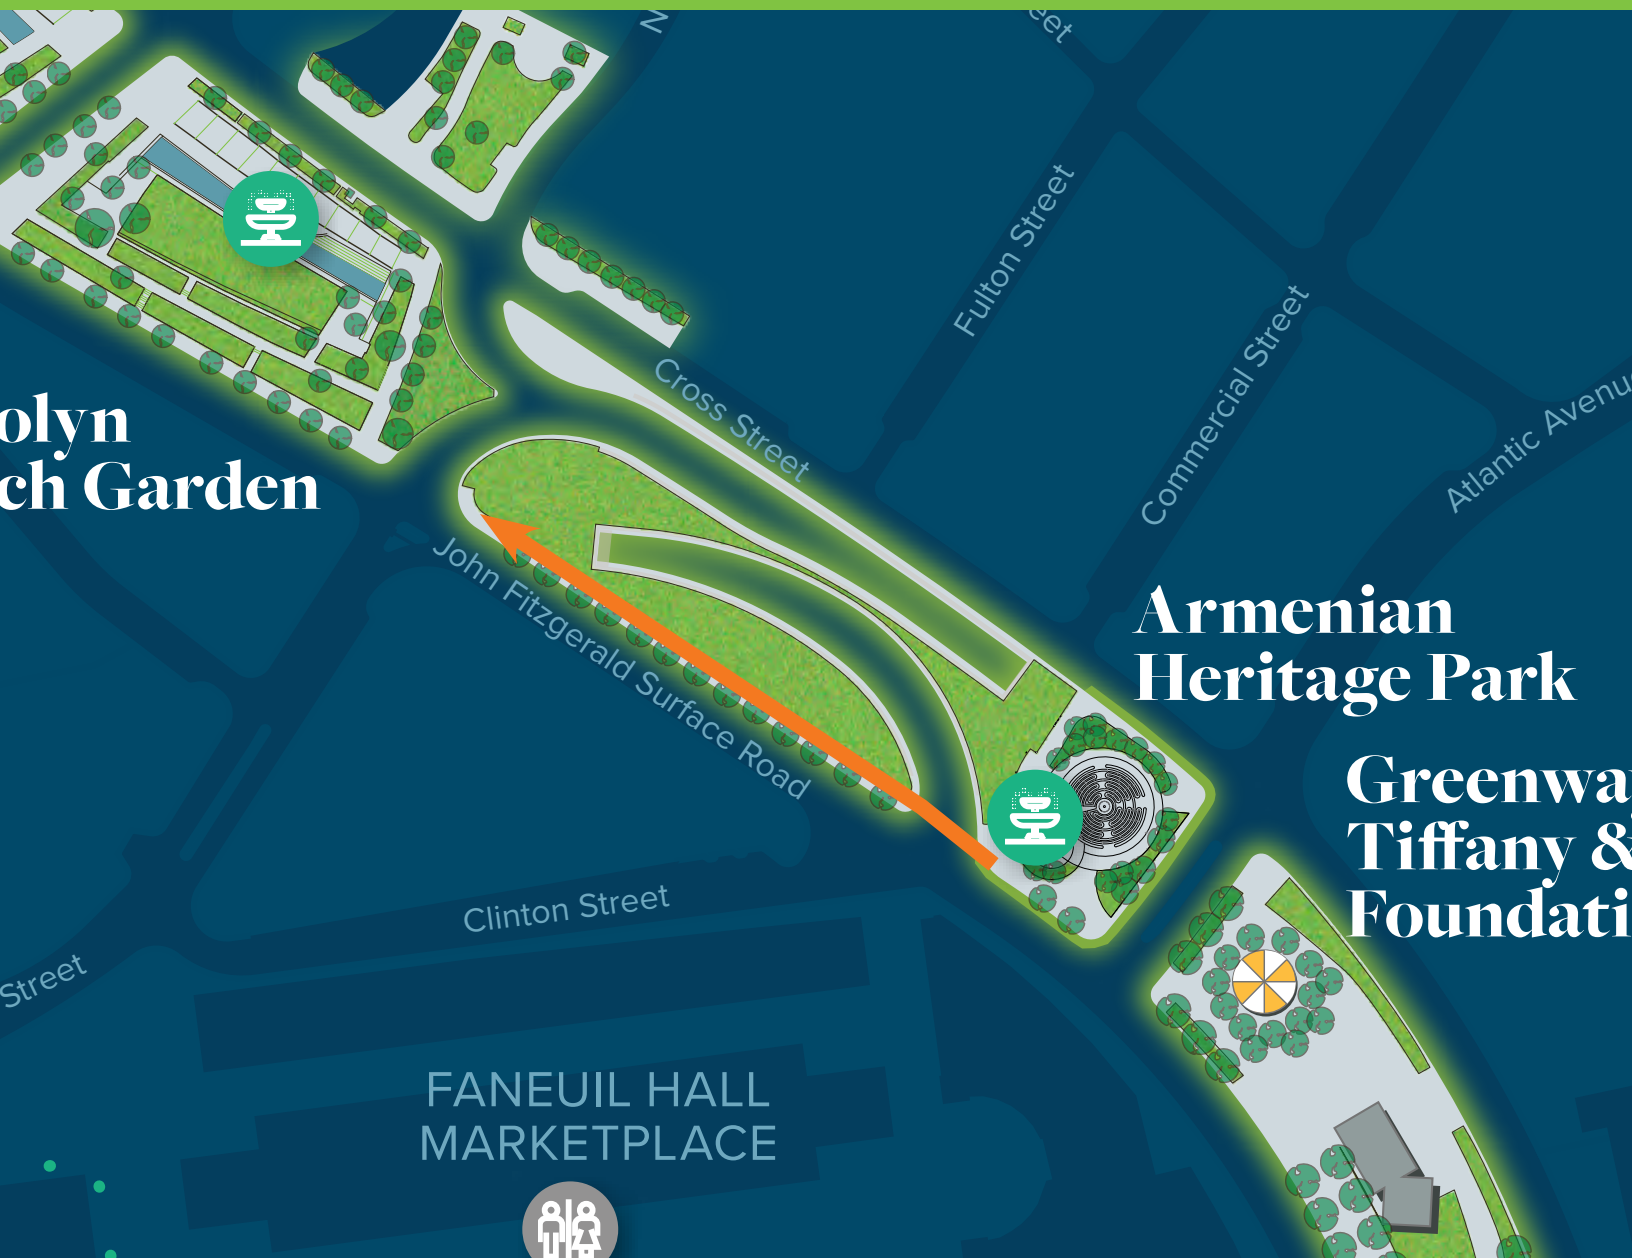 Fulton Street
Cross Street
Commercial Street
Atlantic
olyn
ch Garden
John Fitzgerald Surface Road
Armenian
Heritage Park
Greenwa
Tiffany &
Foundati
Clinton Street
Street
FANEUIL HALL
MARKETPLACE